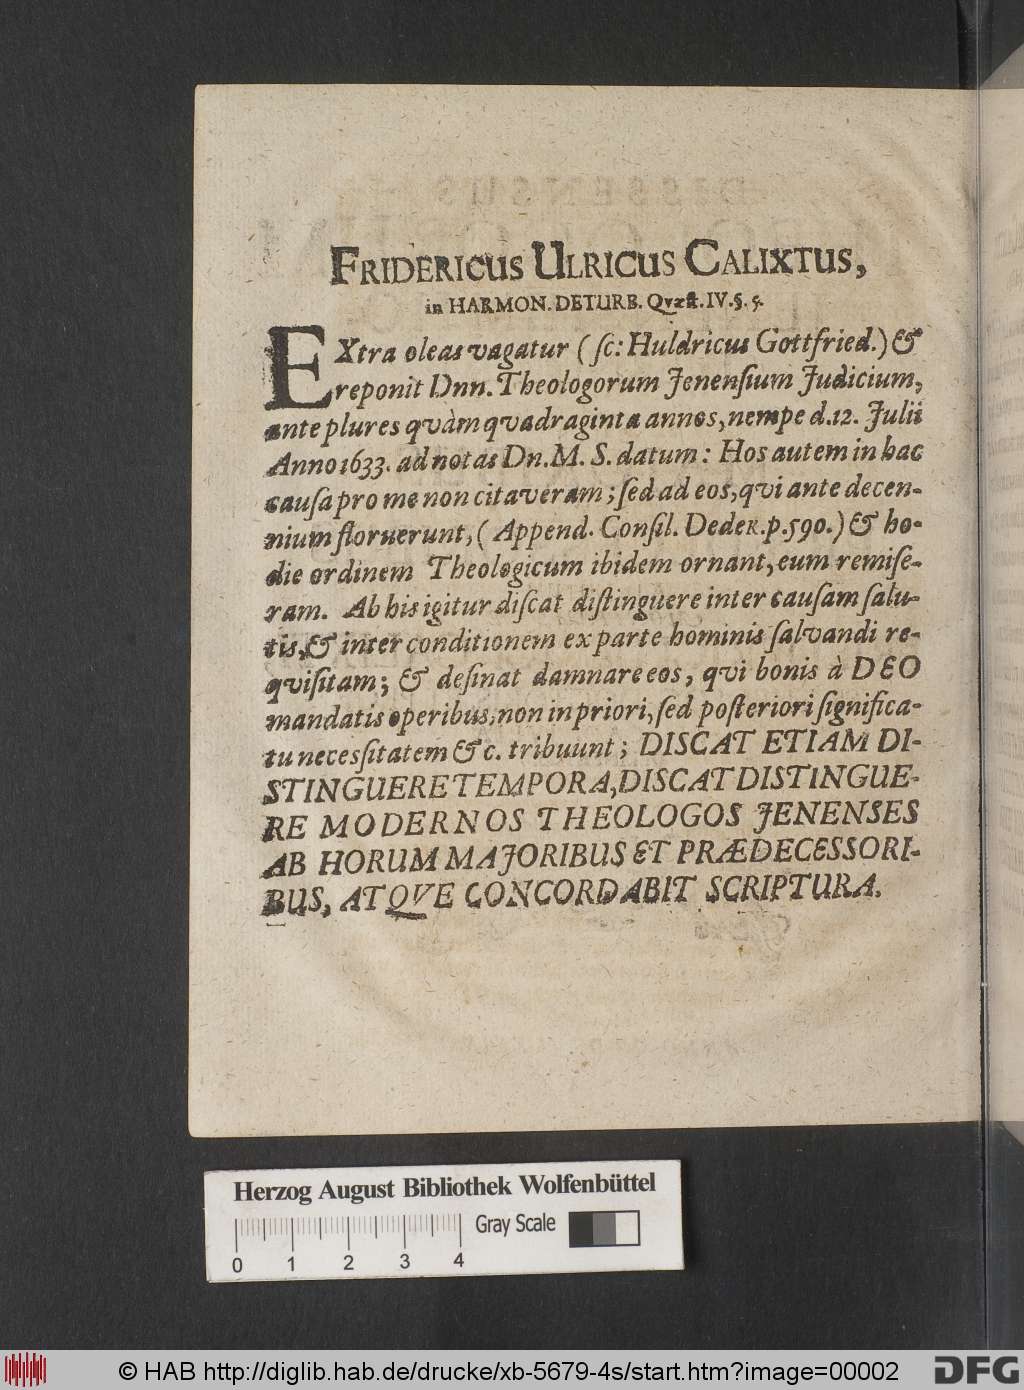 FRIDERICUS ULRICUS CALIXTUS,
in HARMON. DETURB. Qvæst. IV. §. 5.
EXtra oleas vagatur (ſc: Huldricus Gottfried.) &
reponit Dnn. Theologorum Jenenſium Judicium,
ante plures quàm quadraginta annos, nempe d. 12. Julii
Anno 1633. ad notas Dn. M. S. datum: Hos autem in hac
cauſa pro me non citaveram; ſed ad eos, qvi ante decen-
nium floruerunt, (Append. Conſil. Dedek. p. 590.) & ho-
die ordinem Theologicum ibidem ornant, eum remiſe-
ram. Ab his igitur diſcat diſtinguere inter cauſam ſalu-
tis, & inter conditionem ex parte hominis ſalvandi re-
qviſitam; & deſinat damnare eos, qvi bonis à DEO
mandatis operibus, non in priori, ſed poſteriori ſignifica-
tu neceſſitatem &c. tribuunt; DISCAT ETIAM DI-
STINGUERE TEMPORA, DISCAT DISTINGUE-
RE MODERNOS THEOLOGOS JENENSES
AB HORUM MAJORIBUS ET PRÆDECESSORI-
BUS, ATQVE CONCORDABIT SCRIPTURA.
Herzog August Bibliothek Wolfenbüttel
Gray Scale
0 1 2 3 4
© HAB http://diglib.hab.de/drucke/xb-5679-4s/start.htm?image=00002
DFG